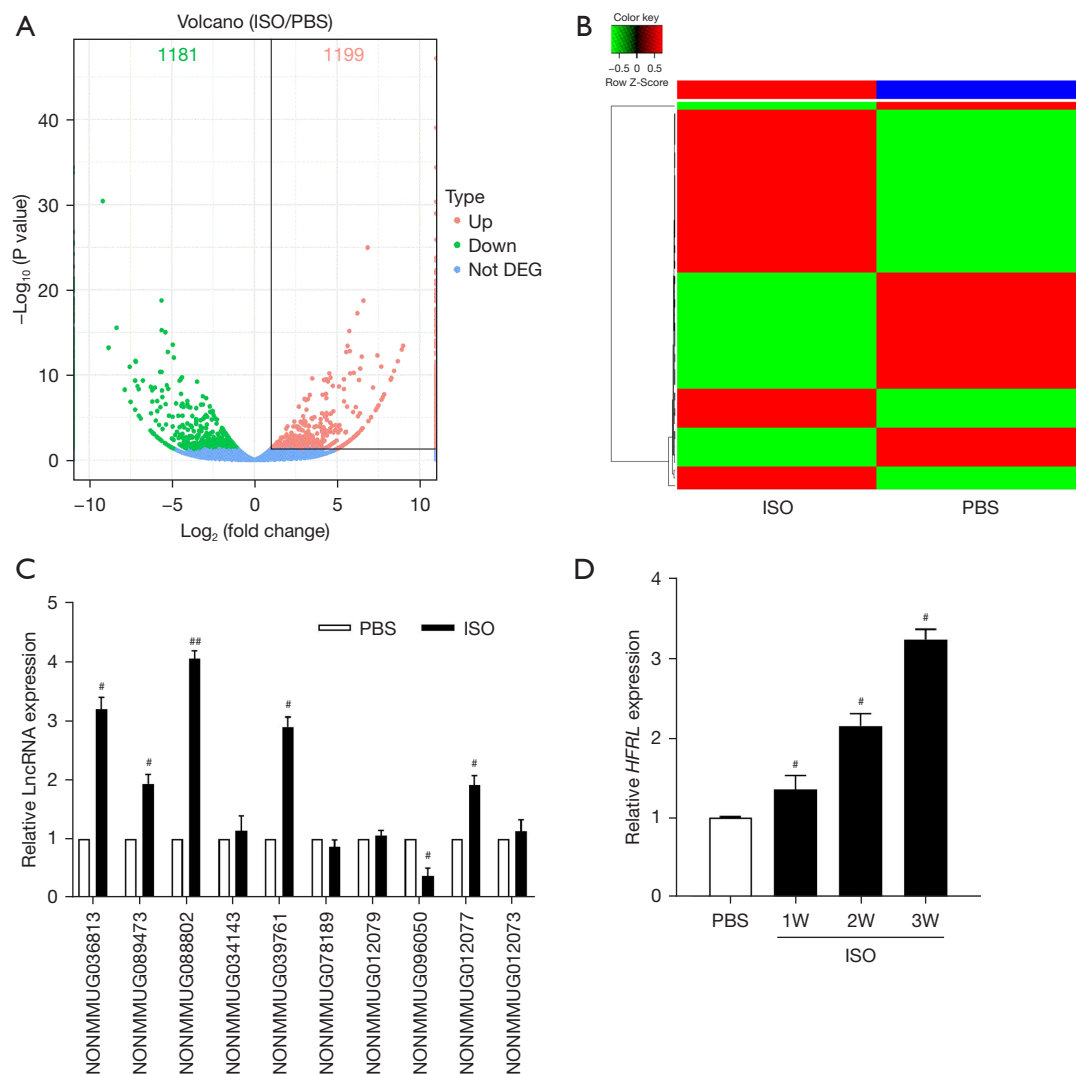 A
Volcano (ISO/PBS)
1181
1199
40
30
20
10
0
−Log10 (P value)
−10
−5
0
5
10
Log2 (fold change)
Type
Up
Down
Not DEG
B
Color key
−0.5 0 0.5
Row Z-Score
ISO
PBS
C
5
4
3
2
1
0
Relative LncRNA expression
PBS
ISO
#
#
##
#
#
#
NONMMUG036813
NONMMUG089473
NONMMUG088802
NONMMUG034143
NONMMUG039761
NONMMUG078189
NONMMUG012079
NONMMUG096050
NONMMUG012077
NONMMUG012073
D
4
3
2
1
0
Relative HFRL expression
#
#
#
PBS
1W
2W
3W
ISO